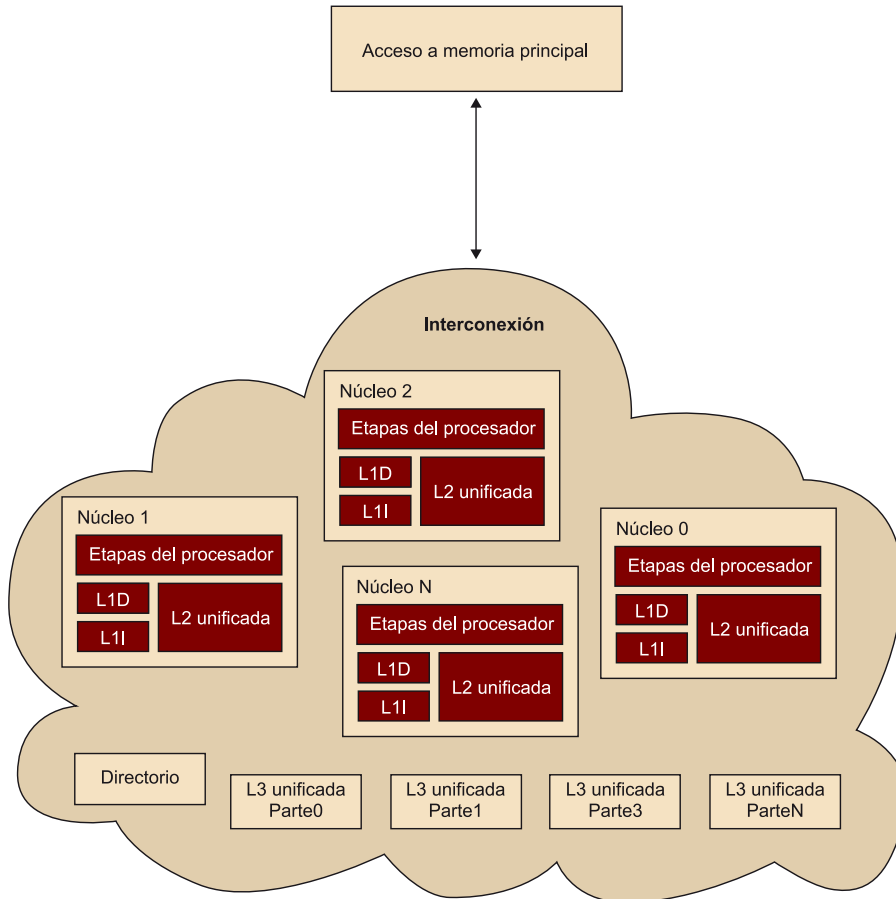 Acceso a memoria principal
Interconexión
Núcleo 2
Etapas del procesador
L1D
L2 unificada
L1I
Núcleo 1
Etapas del procesador
L1D
L2 unificada
L1I
Núcleo 0
Etapas del procesador
L1D
L2 unificada
L1I
Núcleo N
Etapas del procesador
L1D
L2 unificada
L1I
Directorio
L3 unificada
Parte0
L3 unificada
Parte1
L3 unificada
Parte3
L3 unificada
ParteN